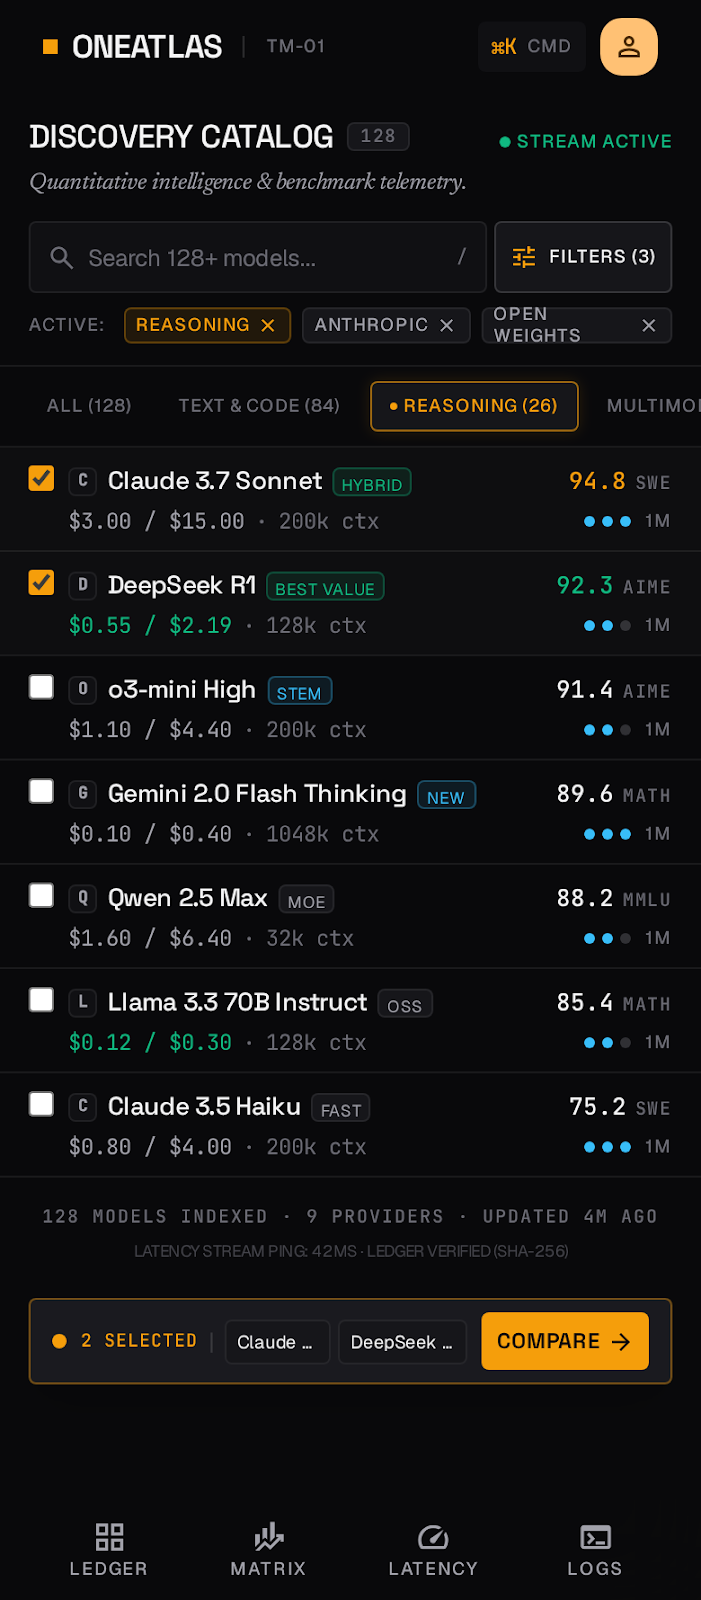 ONEATLAS | TM-01 ⌘K CMD
DISCOVERY CATALOG 128 STREAM ACTIVE
Quantitative intelligence & benchmark telemetry.
Search 128+ models... / FILTERS (3)
ACTIVE: REASONING × ANTHROPIC × OPEN WEIGHTS ×
ALL (128) TEXT & CODE (84) • REASONING (26) MULTIMO
C Claude 3.7 Sonnet HYBRID 94.8 SWE
$3.00 / $15.00 · 200k ctx 1M
D DeepSeek R1 BEST VALUE 92.3 AIME
$0.55 / $2.19 · 128k ctx 1M
O o3-mini High STEM 91.4 AIME
$1.10 / $4.40 · 200k ctx 1M
G Gemini 2.0 Flash Thinking NEW 89.6 MATH
$0.10 / $0.40 · 1048k ctx 1M
Q Qwen 2.5 Max MOE 88.2 MMLU
$1.60 / $6.40 · 32k ctx 1M
L Llama 3.3 70B Instruct OSS 85.4 MATH
$0.12 / $0.30 · 128k ctx 1M
C Claude 3.5 Haiku FAST 75.2 SWE
$0.80 / $4.00 · 200k ctx 1M
128 MODELS INDEXED · 9 PROVIDERS · UPDATED 4M AGO
LATENCY STREAM PING: 42MS · LEDGER VERIFIED (SHA-256)
2 SELECTED | Claude ... DeepSeek ... COMPARE →
LEDGER MATRIX LATENCY LOGS